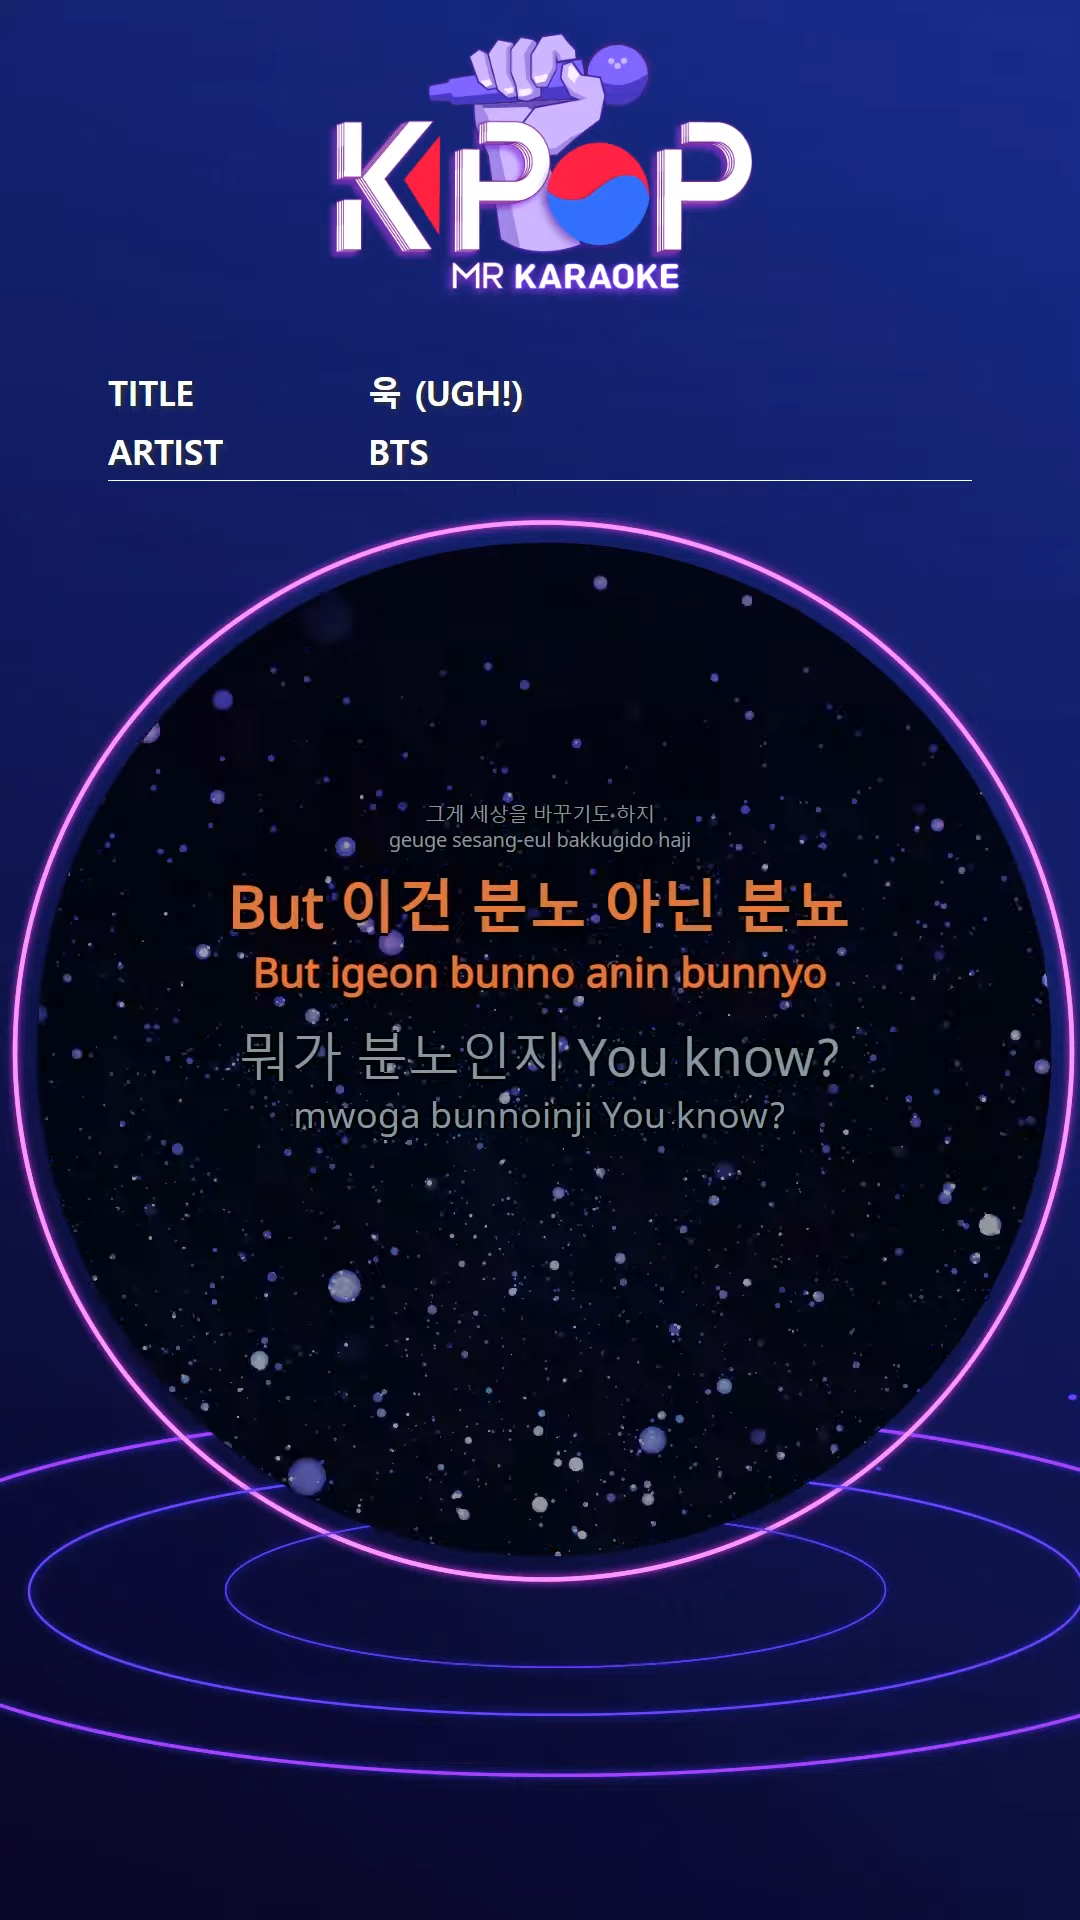 KPOP
MR KARAOKE
TITLE 욱 (UGH!)
ARTIST BTS
그게 세상을 바꾸기도 하지
geuge sesang-eul bakkugido haji
But 이건 분노 아닌 분뇨
But igeon bunno anin bunnyo
뭐가 분노인지 You know?
mwoga bunnoinji You know?